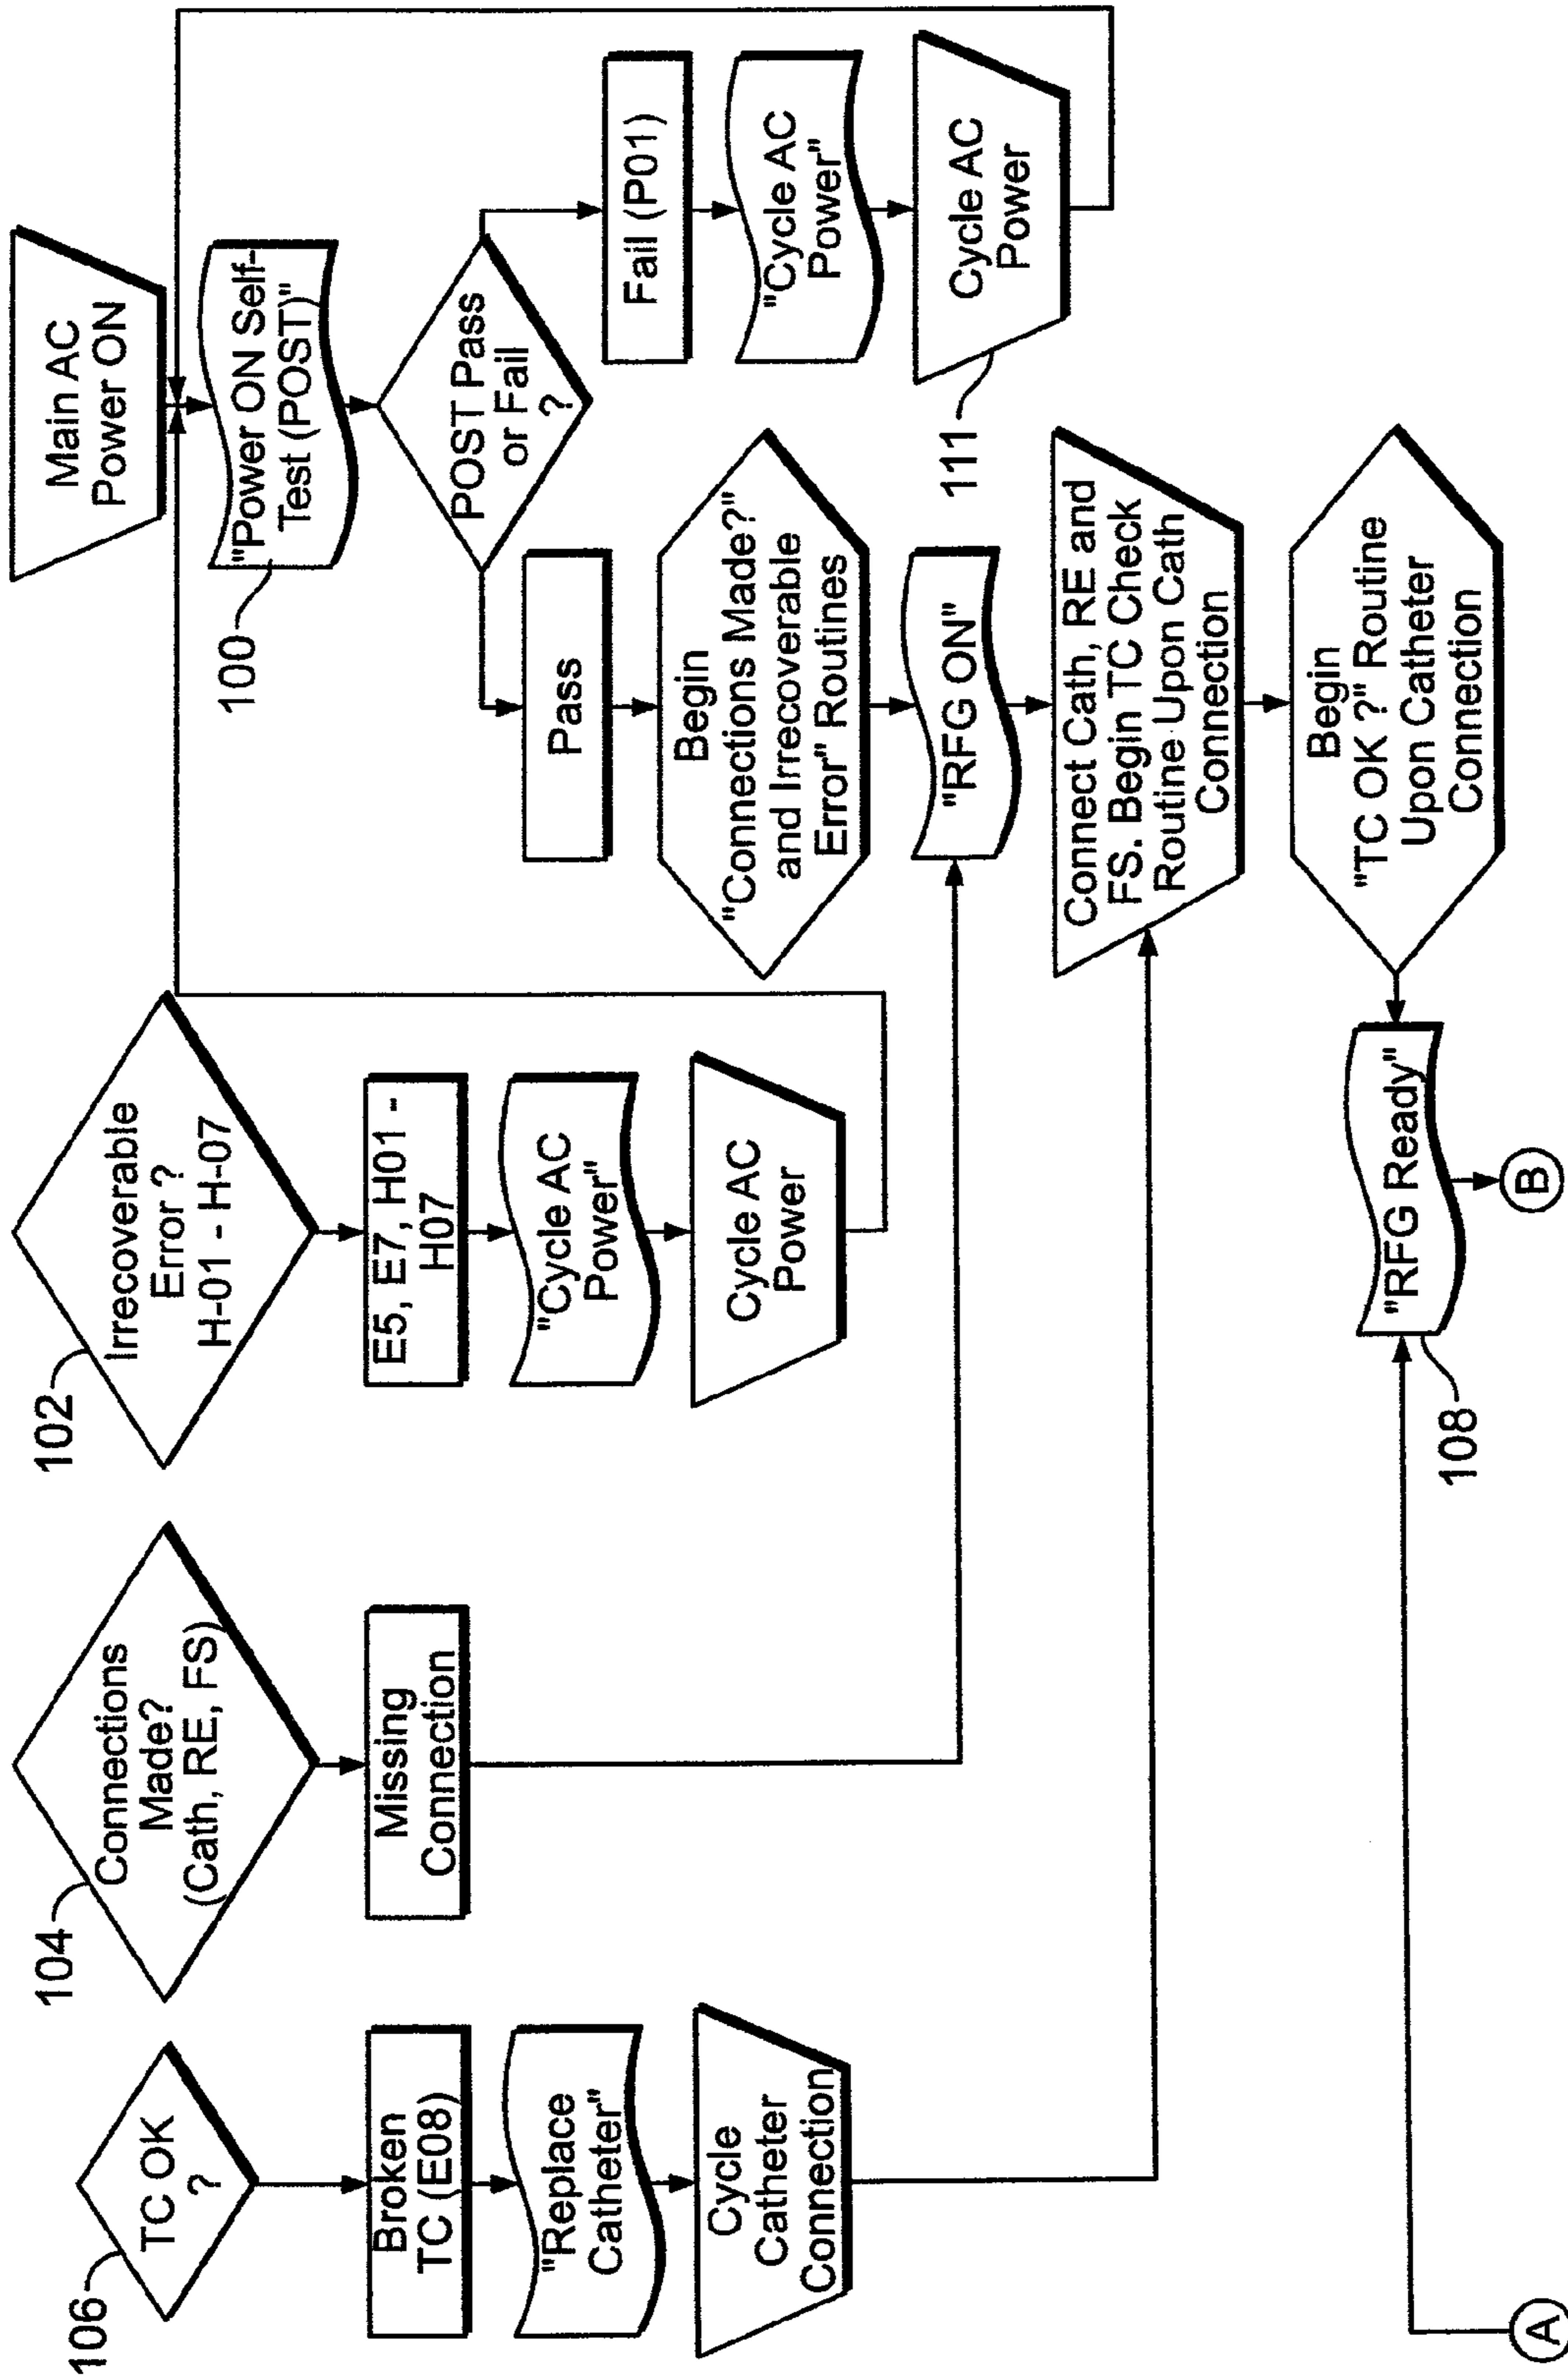 106
TC OK
?
Broken
TC (E08)
"Replace
Catheter"
Cycle
Catheter
Connection
104
Connections
Made?
(Cath, RE, FS)
Missing
Connection
102
Irrecoverable
Error ?
H-01 - H-07
E5, E7, H01 -
H07
"Cycle AC
Power"
Cycle AC
Power
Main AC
Power ON
100
"Power ON Self-
Test (POST)"
POST Pass
or Fail
?
Pass
Begin
"Connections Made?"
and Irrecoverable
Error" Routines
"RFG ON"
Fail (P01)
"Cycle AC
Power"
Cycle AC
Power
111
Connect Cath, RE and
FS. Begin TC Check
Routine Upon Cath
Connection
Begin
"TC OK ?" Routine
Upon Catheter
Connection
"RFG Ready"
108
A
B